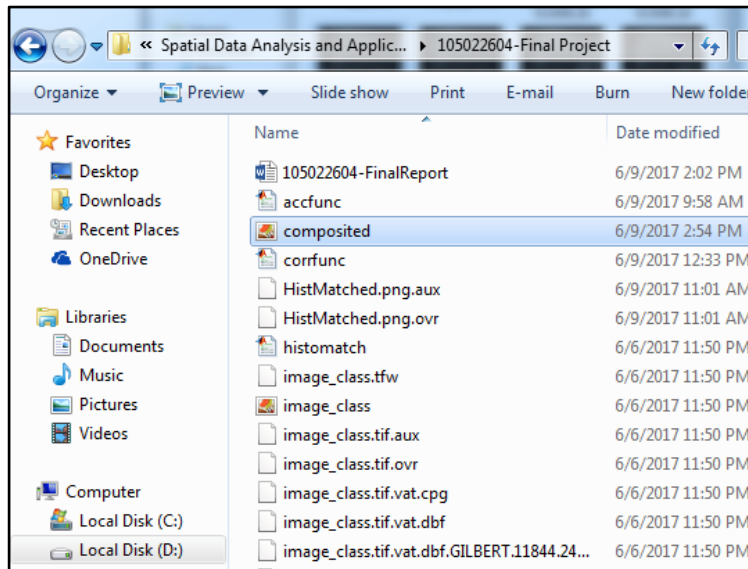 « Spatial Data Analysis and Applic... ▸ 105022604-Final Project
Organize Preview Slide show Print E-mail Burn New folder
Name Date modified
Favorites
Desktop
Downloads
Recent Places
OneDrive
Libraries
Documents
Music
Pictures
Videos
Computer
Local Disk (C:)
Local Disk (D:)
105022604-FinalReport 6/9/2017 2:02 PM
accfunc 6/9/2017 9:58 AM
composited 6/9/2017 2:54 PM
corrfunc 6/9/2017 12:33 PM
HistMatched.png.aux 6/9/2017 11:01 AM
HistMatched.png.ovr 6/9/2017 11:01 AM
histomatch 6/6/2017 11:50 PM
image_class.tfw 6/6/2017 11:50 PM
image_class 6/6/2017 11:50 PM
image_class.tif.aux 6/6/2017 11:50 PM
image_class.tif.ovr 6/6/2017 11:50 PM
image_class.tif.vat.cpg 6/6/2017 11:50 PM
image_class.tif.vat.dbf 6/6/2017 11:50 PM
image_class.tif.vat.dbf.GILBERT.11844.24... 6/6/2017 11:50 PM